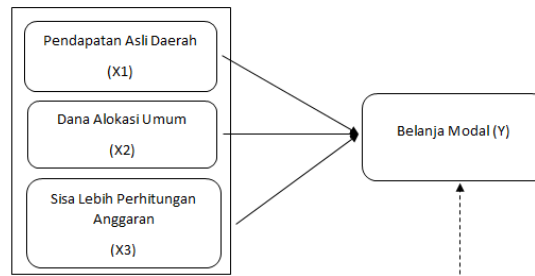 Pendapatan Asli Daerah
(X1)
Dana Alokasi Umum
(X2)
Sisa Lebih Perhitungan
Anggaran
(X3)
Belanja Modal (Y)